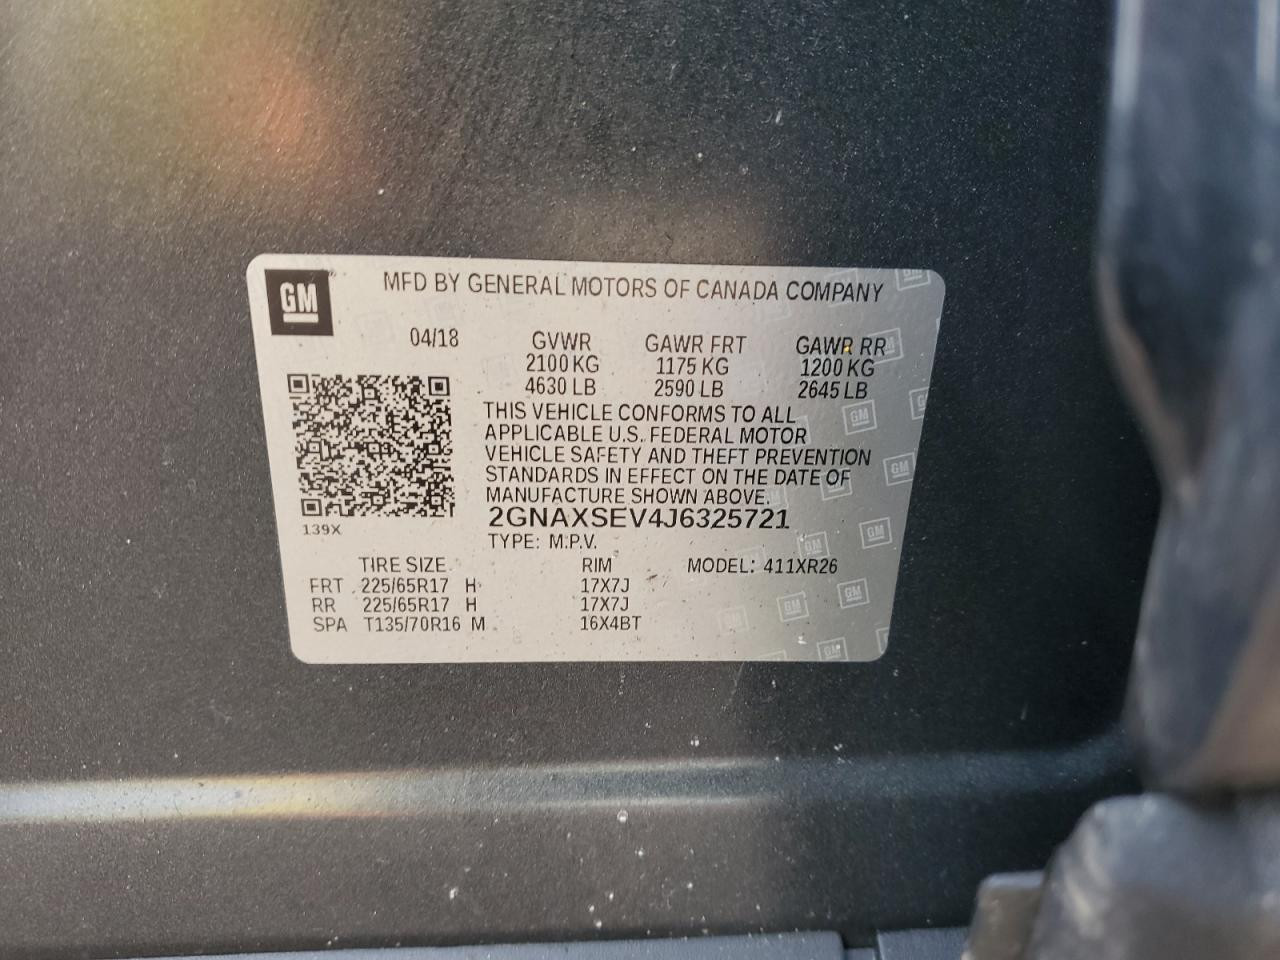 GM
MFD BY GENERAL MOTORS OF CANADA COMPANY
04/18 GVWR GAWR FRT GAWR RR
2100 KG 1175 KG 1200 KG
4630 LB 2590 LB 2645 LB
THIS VEHICLE CONFORMS TO ALL
APPLICABLE U.S. FEDERAL MOTOR
VEHICLE SAFETY AND THEFT PREVENTION
STANDARDS IN EFFECT ON THE DATE OF
MANUFACTURE SHOWN ABOVE.
2GNAXSEV4J6325721
139X
TYPE: M.P.V.
TIRE SIZE RIM MODEL: 411XR26
FRT 225/65R17 H 17X7J
RR 225/65R17 H 17X7J
SPA T135/70R16 M 16X4BT